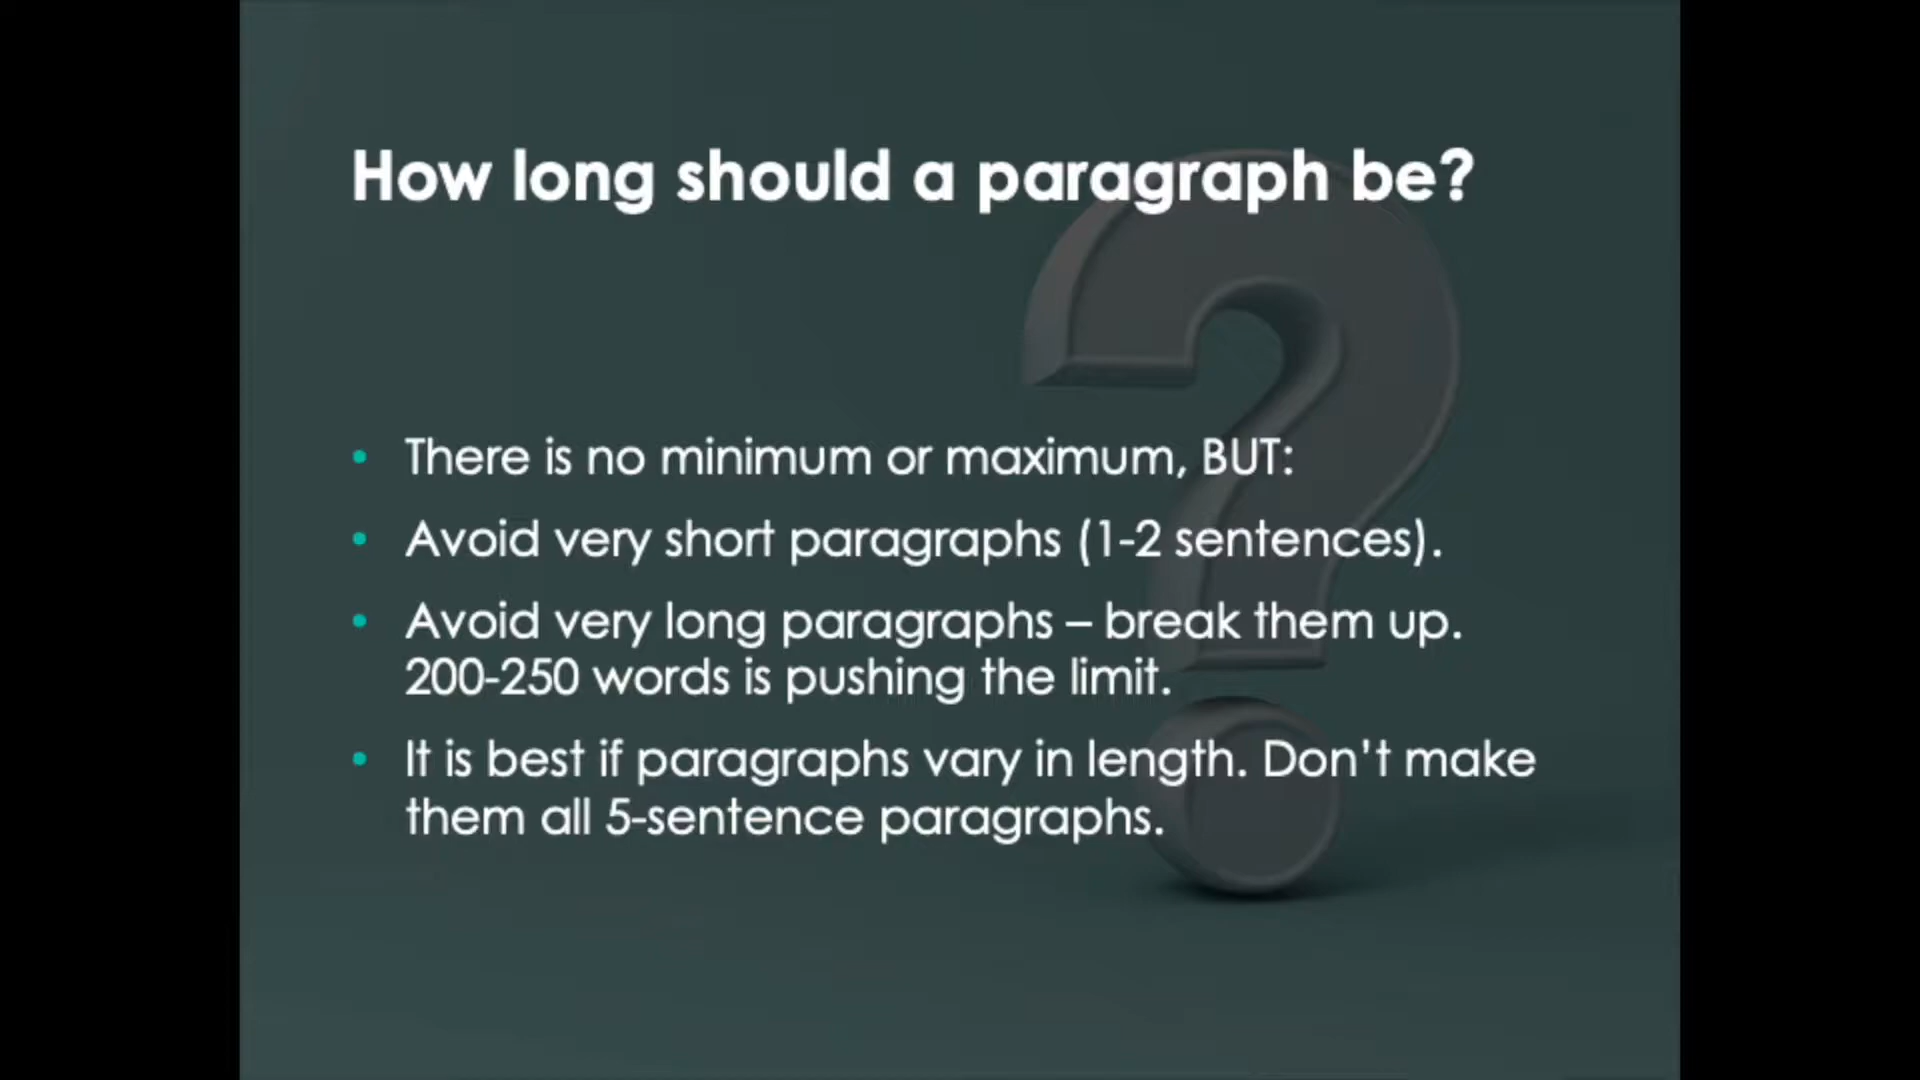 How long should a paragraph be?
• There is no minimum or maximum, BUT:
• Avoid very short paragraphs (1-2 sentences).
• Avoid very long paragraphs – break them up.
200-250 words is pushing the limit.
• It is best if paragraphs vary in length. Don't make
them all 5-sentence paragraphs.